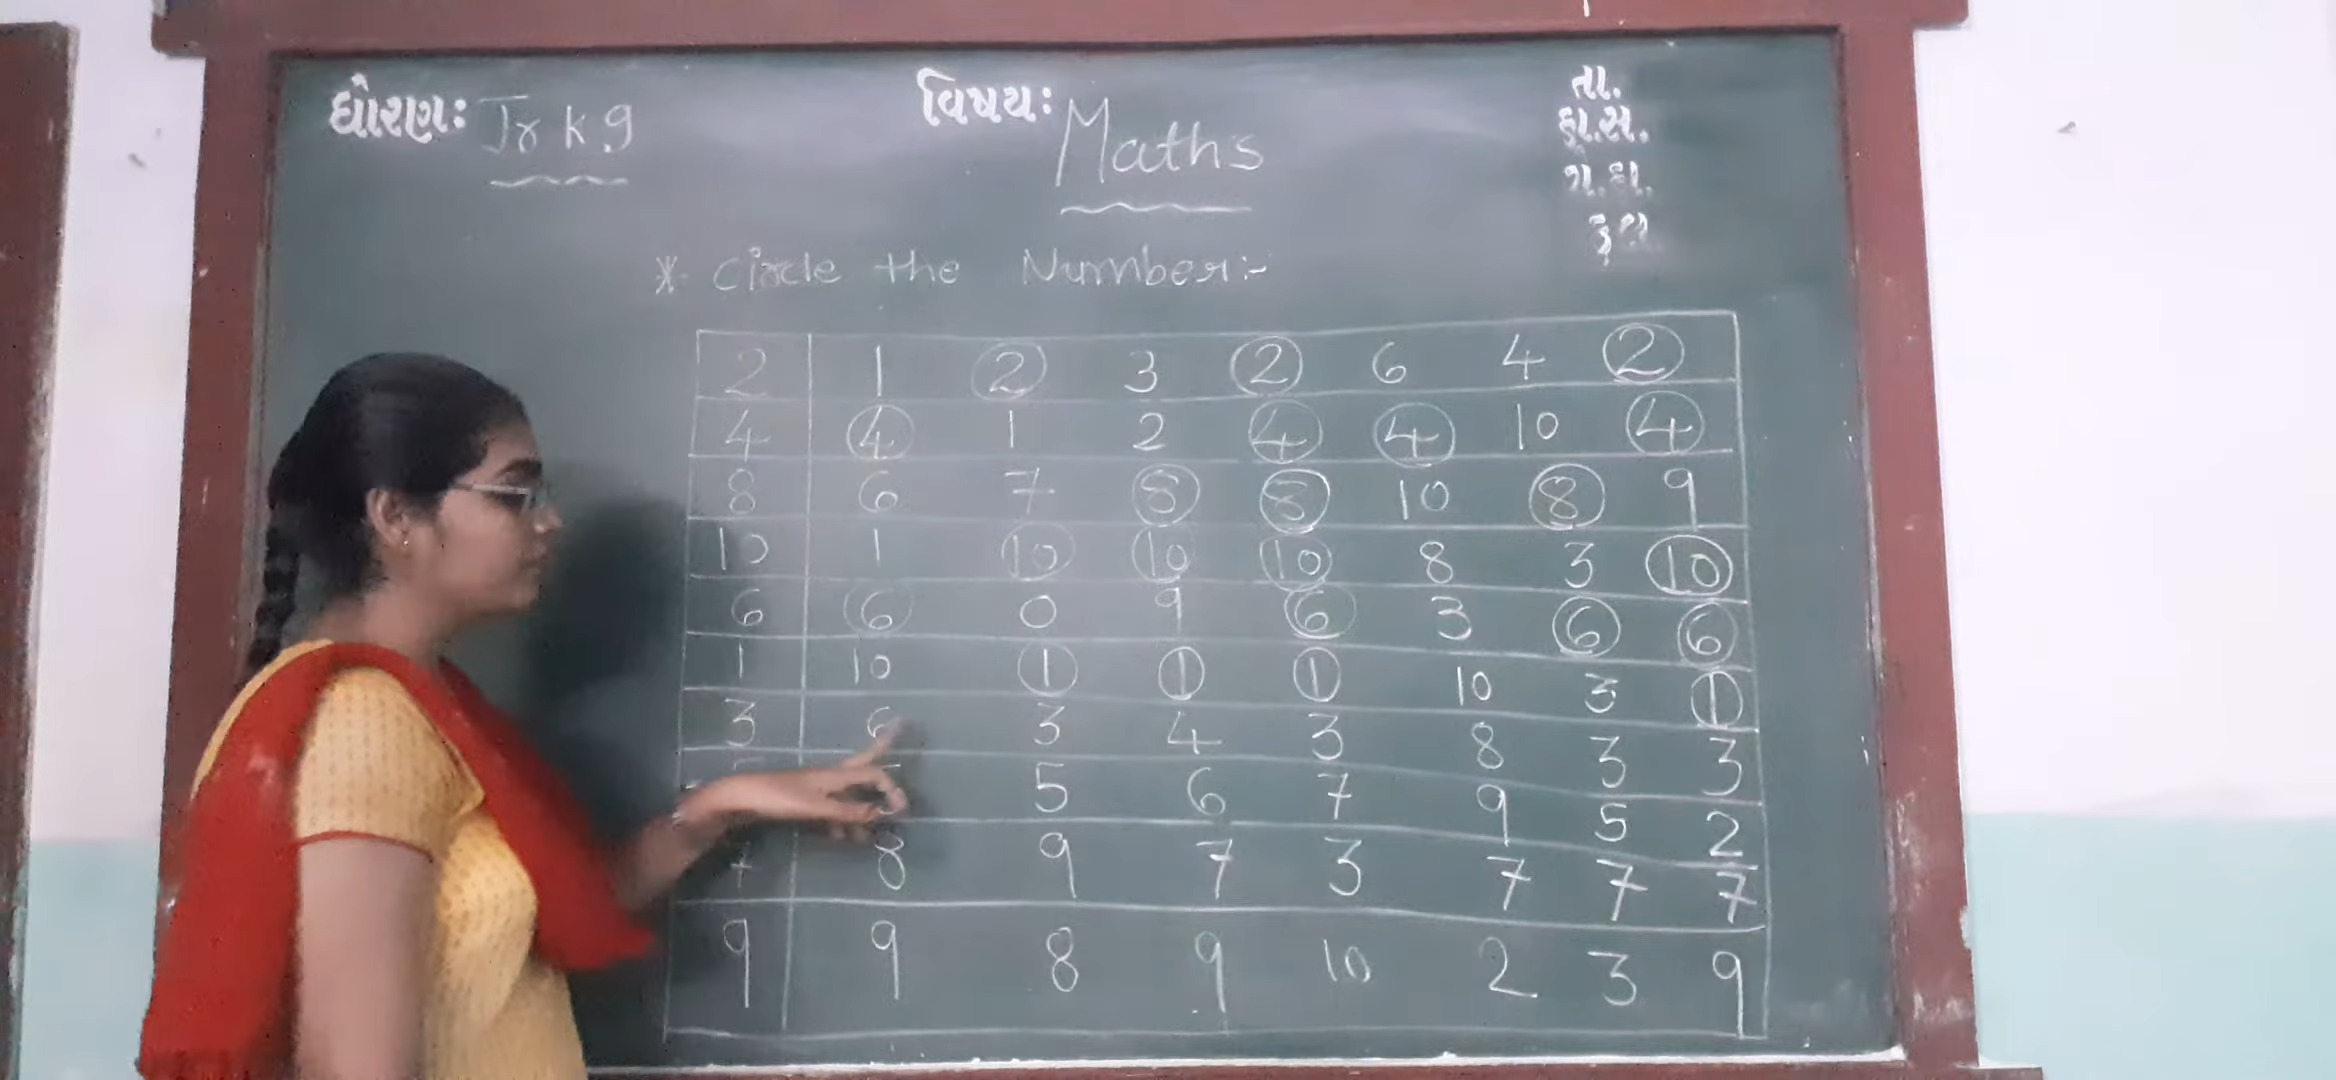 ધોરણ: Jr kg
વિષય: Maths
તા.
હા.સ.
ગે.હા.
કુલ
* Circle the Number:-
2 1 2 3 2 6 4 2
4 4 1 2 4 4 10 4
8 6 7 8 8 10 8 9
10 1 10 10 10 8 3 10
6 6 0 9 6 3 6 6
1 10 1 1 1 10 3 1
3 6 3 4 3 8 3 3
5 6 7 9 5 2
7 8 9 7 3 7 7 7
9 9 8 9 10 2 3 9